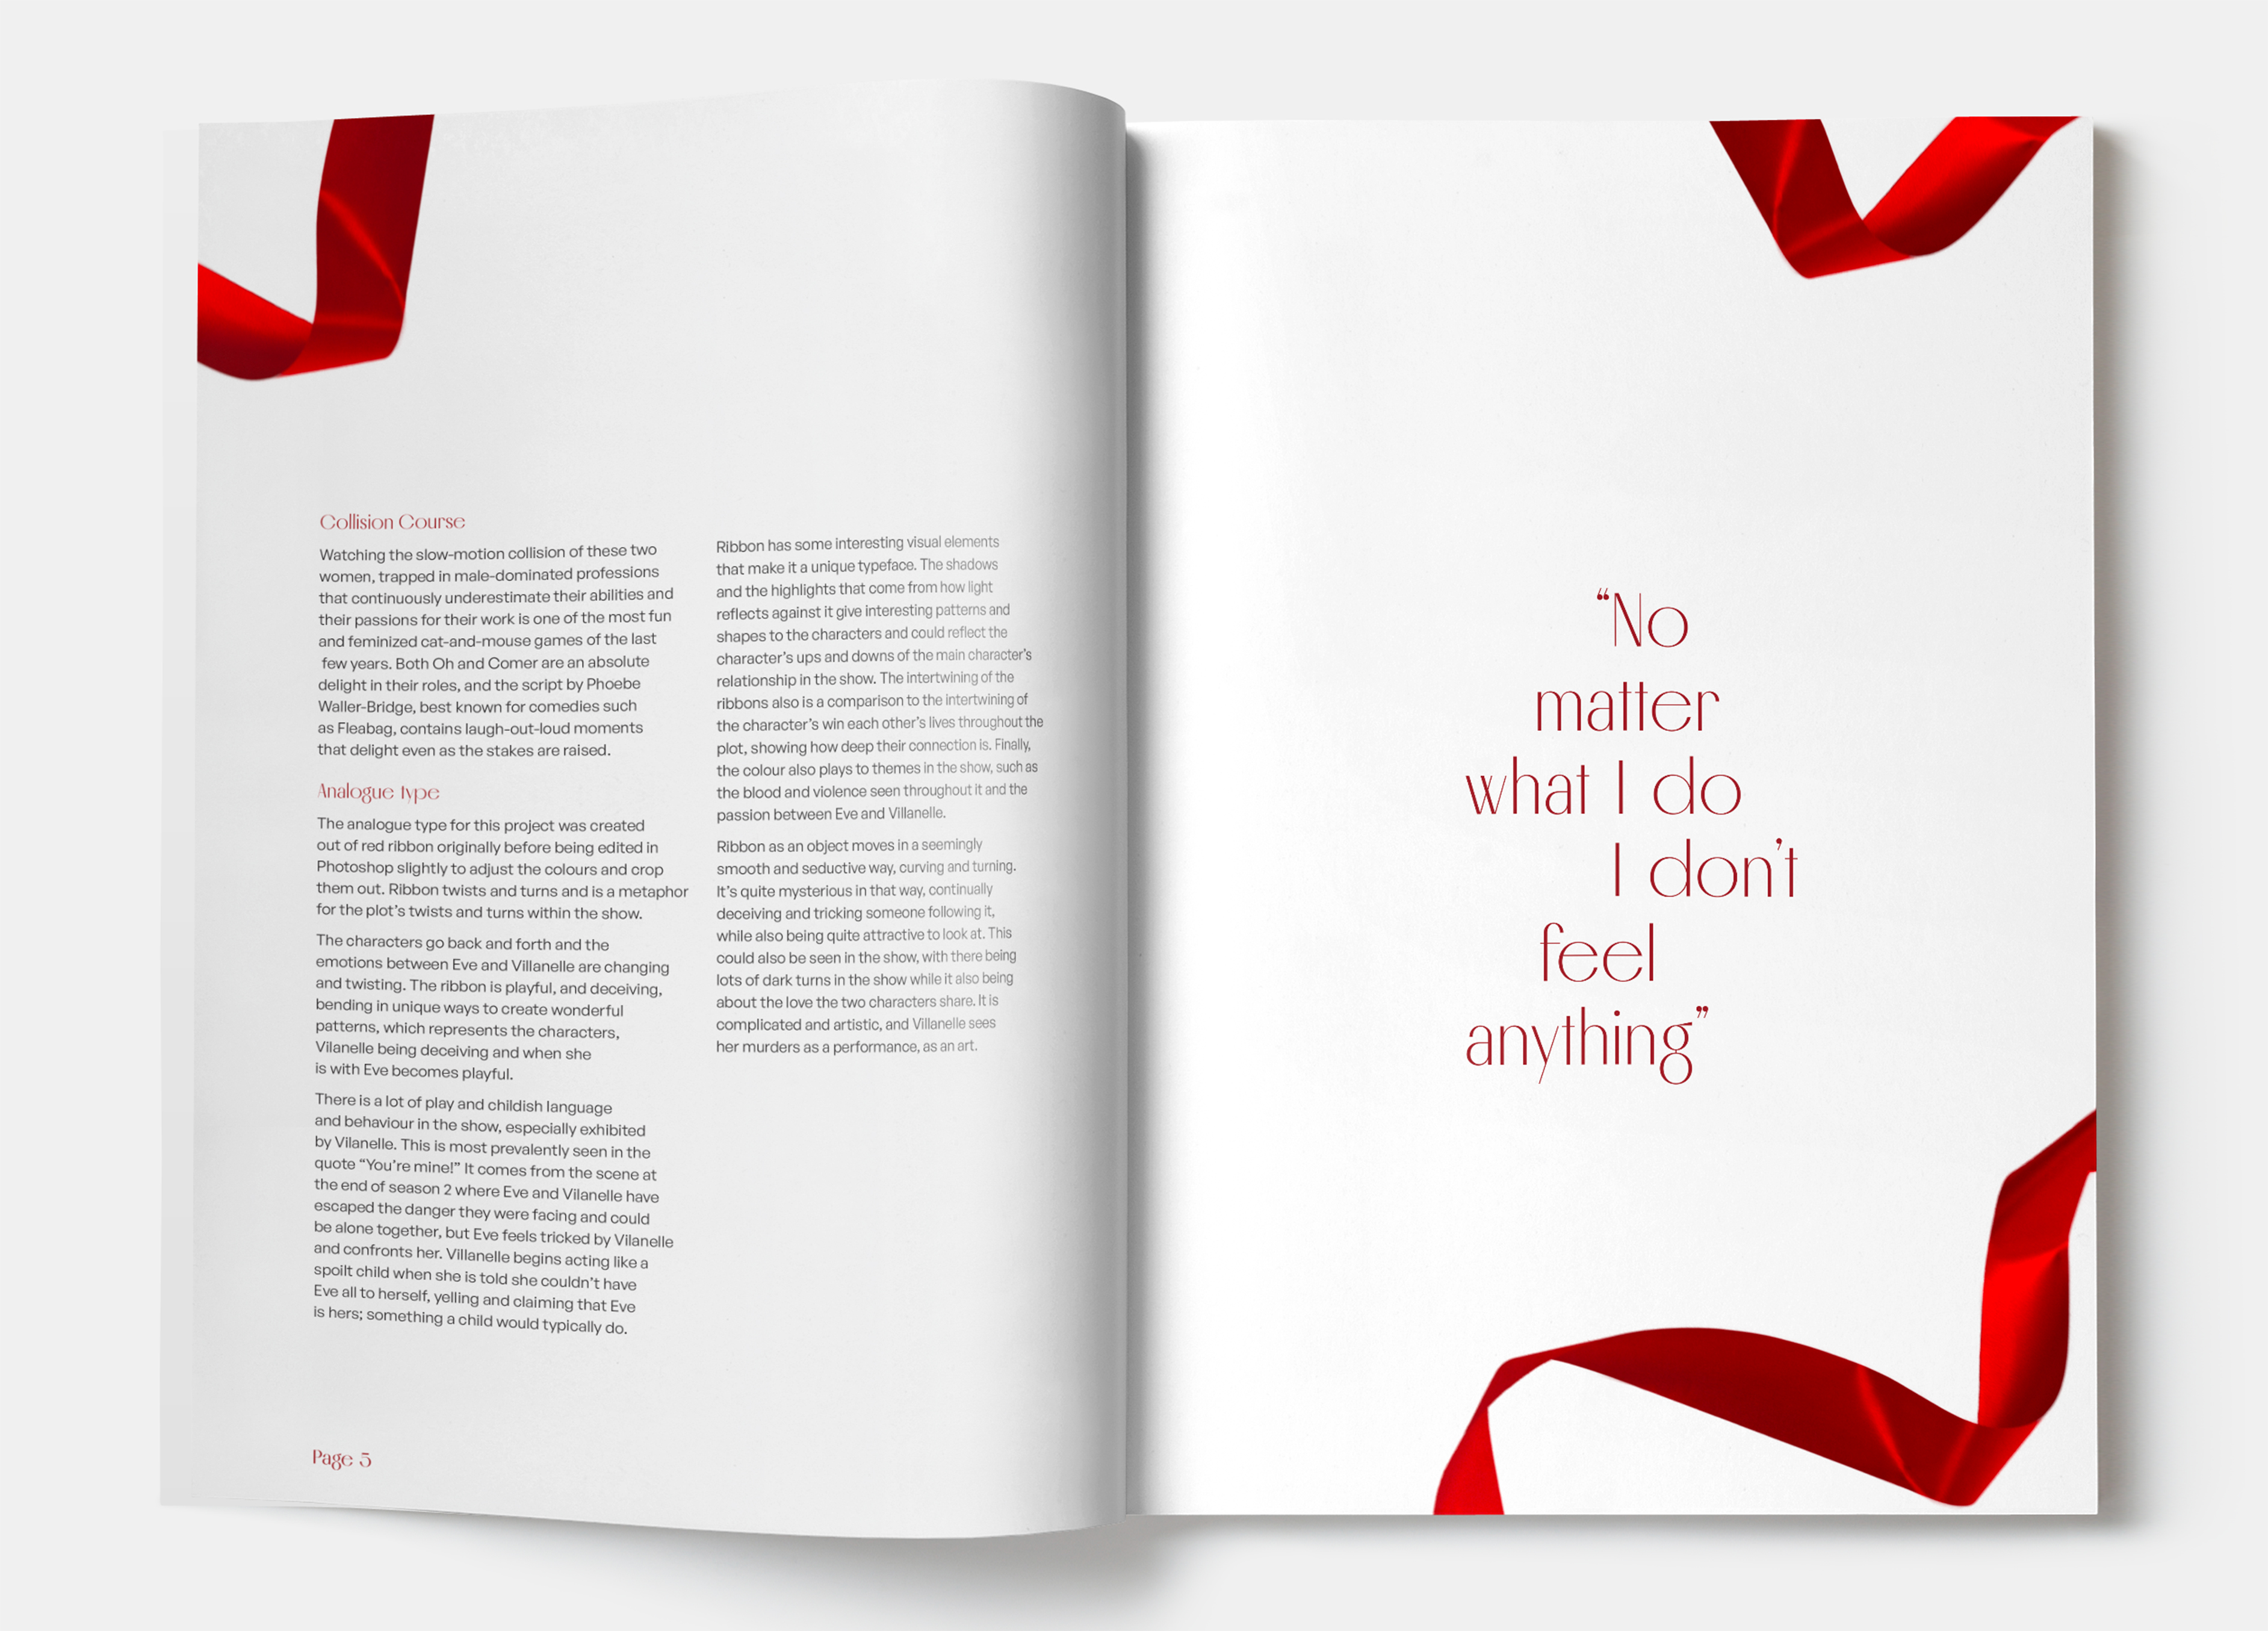 Collision Course
Watching the slow-motion collision of these two
women, trapped in male-dominated professions
that continuously underestimate their abilities and
their passions for their work is one of the most fun
and feminized cat-and-mouse games of the last
few years. Both Oh and Comer are an absolute
delight in their roles, and the script by Phoebe
Waller-Bridge, best known for comedies such
as Fleabag, contains laugh-out-loud moments
that delight even as the stakes are raised.
Analogue type
The analogue type for this project was created
out of red ribbon originally before being edited in
Photoshop slightly to adjust the colours and crop
them out. Ribbon twists and turns and is a metaphor
for the plot’s twists and turns within the show.
The characters go back and forth and the
emotions between Eve and Villanelle are changing
and twisting. The ribbon is playful, and deceiving,
bending in unique ways to create wonderful
patterns, which represents the characters,
Vilanelle being deceiving and when she
is with Eve becomes playful.
There is a lot of play and childish language
and behaviour in the show, especially exhibited
by Vilanelle. This is most prevalently seen in the
quote “You’re mine!” It comes from the scene at
the end of season 2 where Eve and Vilanelle have
escaped the danger they were facing and could
be alone together, but Eve feels tricked by Vilanelle
and confronts her. Villanelle begins acting like a
spoilt child when she is told she couldn’t have
Eve all to herself, yelling and claiming that Eve
is hers; something a child would typically do.
Ribbon has some interesting visual elements
that make it a unique typeface. The shadows
and the highlights that come from how light
reflects against it give interesting patterns and
shapes to the characters and could reflect the
character’s ups and downs of the main character’s
relationship in the show. The intertwining of the
ribbons also is a comparison to the intertwining of
the character’s win each other’s lives throughout the
plot, showing how deep their connection is. Finally,
the colour also plays to themes in the show, such as
the blood and violence seen throughout it and the
passion between Eve and Villanelle.
Ribbon as an object moves in a seemingly
smooth and seductive way, curving and turning.
It’s quite mysterious in that way, continually
deceiving and tricking someone following it,
while also being quite attractive to look at. This
could also be seen in the show, with there being
lots of dark turns in the show while it also being
about the love the two characters share. It is
complicated and artistic, and Villanelle sees
her murders as a performance, as an art.
Page 5
“No
matter
what I do
I don’t
feel
anything”